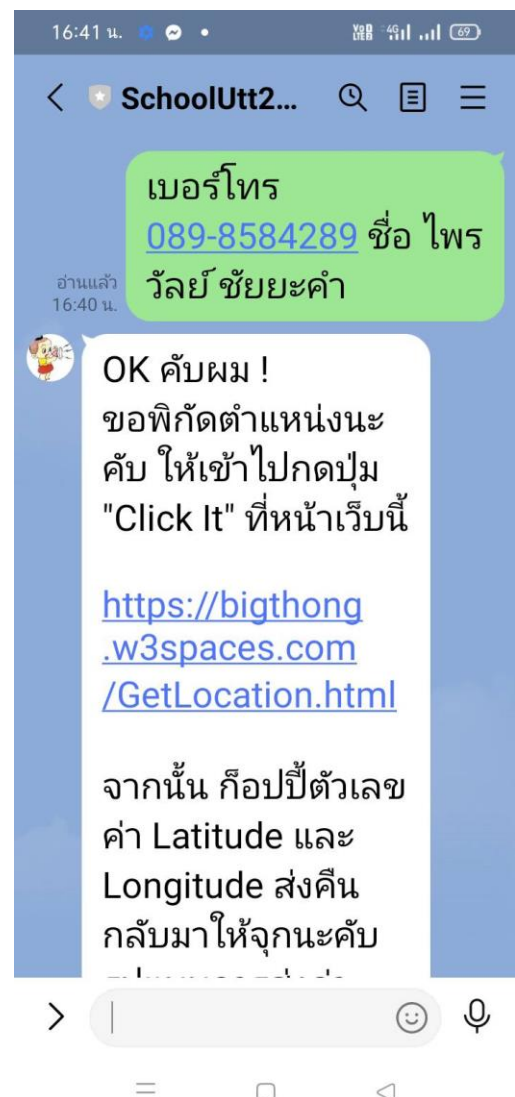 16:41 น.
VoD LTEB 4G 69
SchoolUtt2...
เบอร์โทร
089-8584289 ชื่อ ไพร
วัลย์ ชัยยะคำ
อ่านแล้ว
16:40 น.
OK คับผม !
ขอพิกัดตำแหน่งนะ
คับ ให้เข้าไปกดปุ่ม
"Click It" ที่หน้าเว็บนี้
https://bigthong
.w3spaces.com
/GetLocation.html
จากนั้น ก็อปปี้ตัวเลข
ค่า Latitude และ
Longitude ส่งคืน
กลับมาให้จุกนะคับ